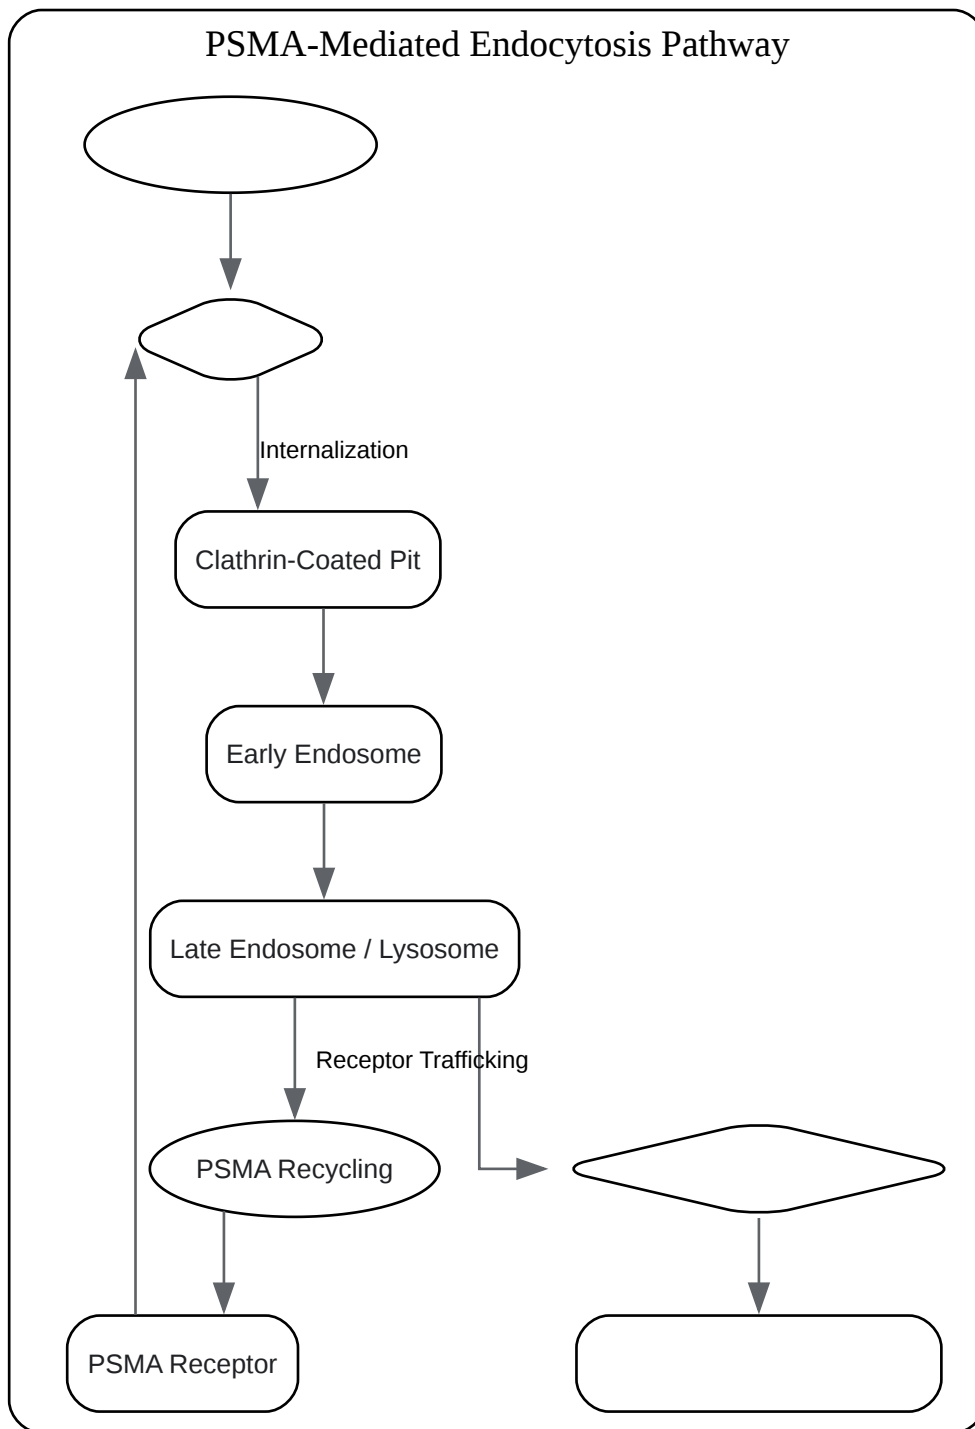 PSMA-Mediated Endocytosis Pathway
Internalization
Clathrin-Coated Pit
Early Endosome
Late Endosome / Lysosome
Receptor Trafficking
PSMA Recycling
PSMA Receptor